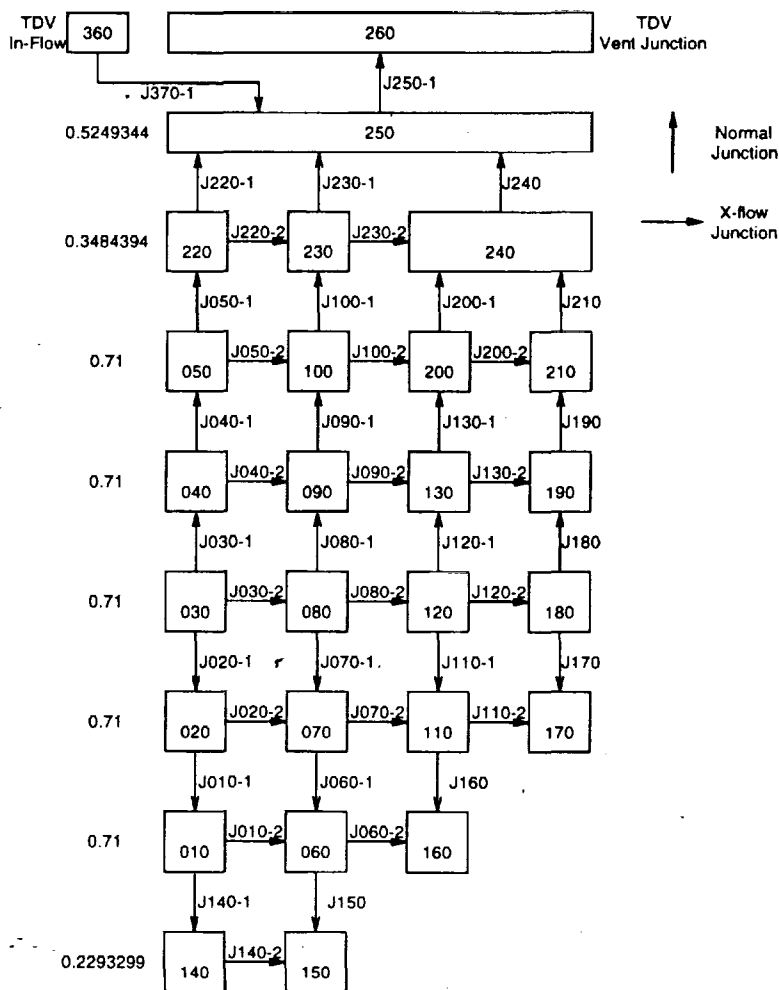 TDV In-Flow
360
260
TDV Vent Junction
J370-1
J250-1
0.5249344
250
Normal Junction
J220-1
J230-1
J240
X-flow Junction
0.3484394
220
J220-2
230
J230-2
240
J050-1
J100-1
J200-1
J210
0.71
050
J050-2
100
J100-2
200
J200-2
210
J040-1
J090-1
J130-1
J190
0.71
040
J040-2
090
J090-2
130
J130-2
190
J030-1
J080-1
J120-1
J180
0.71
030
J030-2
080
J080-2
120
J120-2
180
J020-1
J070-1
J110-1
J170
0.71
020
J020-2
070
J070-2
110
J110-2
170
J010-1
J060-1
J160
0.71
010
J010-2
060
J060-2
160
J140-1
J150
0.2293299
140
J140-2
150